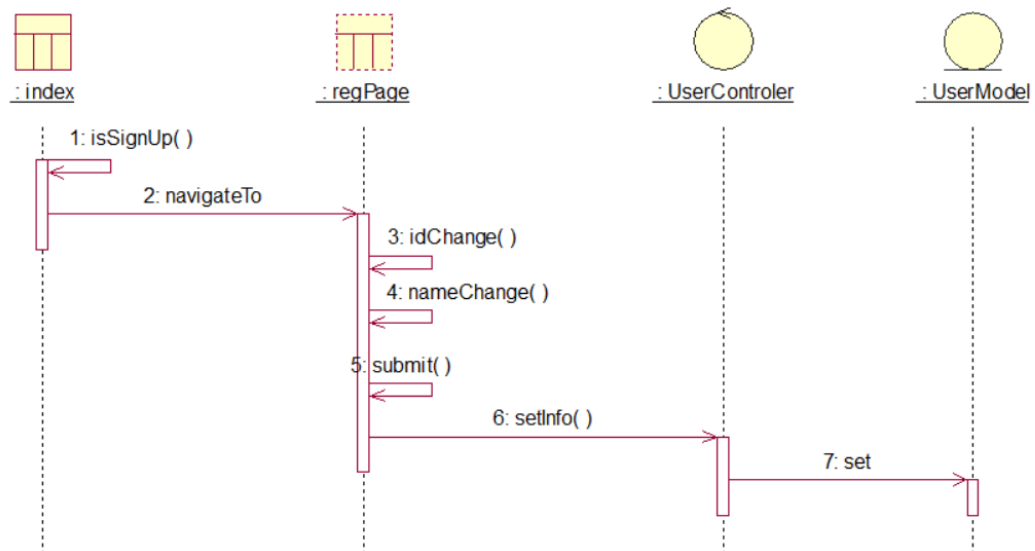 : index
: regPage
: UserControler
: UserModel
1: isSignUp( )
2: navigateTo
3: idChange( )
4: nameChange( )
5: submit( )
6: setInfo( )
7: set